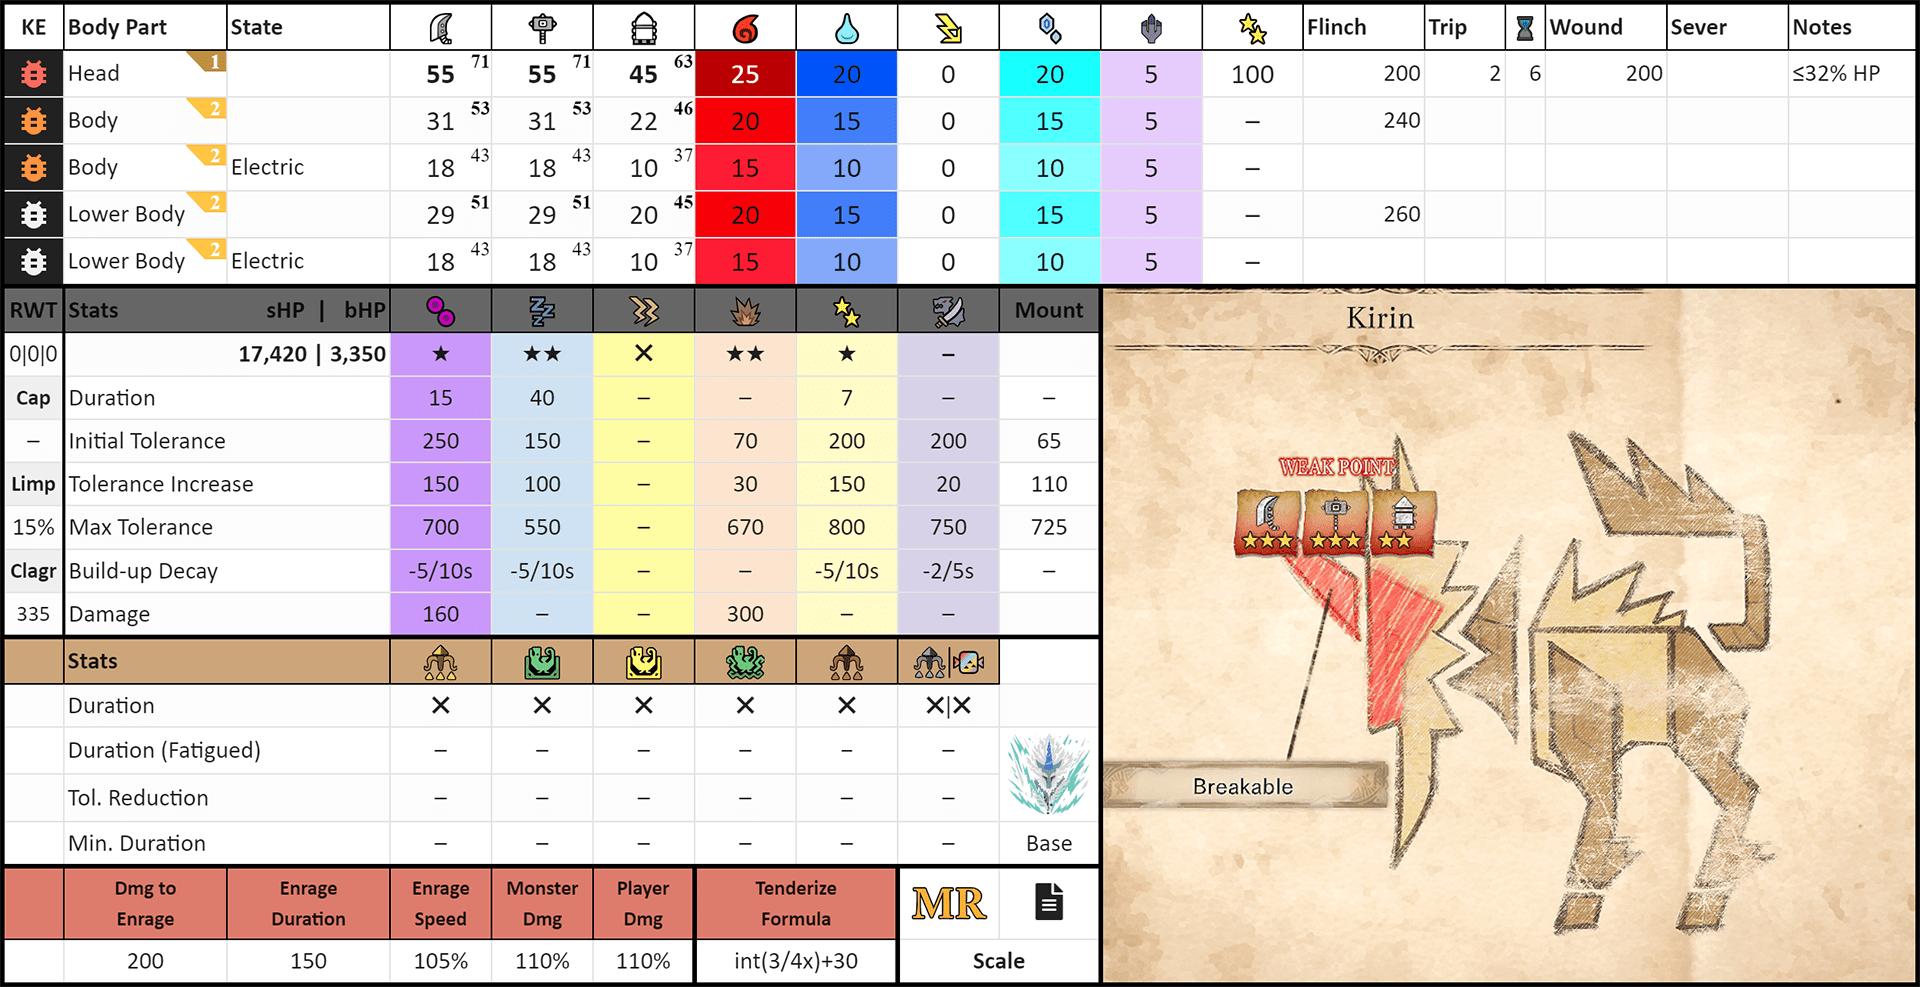 KE Body Part State Flinch Trip Wound Sever Notes
Head 1 55 71 55 71 45 63 25 20 0 20 5 100 200 2 6 200 ≤32% HP
Body 2 31 53 31 53 22 46 20 15 0 15 5 – 240
Body 2 Electric 18 43 18 43 10 37 15 10 0 10 5 –
Lower Body 2 29 51 29 51 20 45 20 15 0 15 5 – 260
Lower Body 2 Electric 18 43 18 43 10 37 15 10 0 10 5 –
RWT Stats sHP | bHP Mount
0|0|0 17,420 | 3,350 ★ ★★ ✕ ★★ ★ –
Cap Duration 15 40 – – 7 – –
– Initial Tolerance 250 150 – 70 200 200 65
Limp Tolerance Increase 150 100 – 30 150 20 110
15% Max Tolerance 700 550 – 670 800 750 725
Clagr Build-up Decay -5/10s -5/10s – – -5/10s -2/5s –
335 Damage 160 – – 300 – –
Stats
Duration ✕ ✕ ✕ ✕ ✕ ✕|✕
Duration (Fatigued) – – – – – –
Tol. Reduction – – – – – –
Min. Duration – – – – – – Base
Dmg to Enrage Enrage Duration Enrage Speed Monster Dmg Player Dmg Tenderize Formula MR
200 150 105% 110% 110% int(3/4x)+30 Scale
Kirin
WEAK POINT
★★★ ★★★ ★★
Breakable